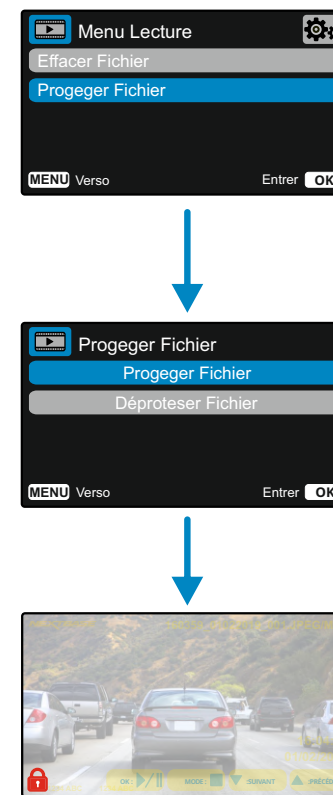 Menu Lecture
Effacer Fichier
Progeger Fichier
MENU Verso Entrer OK
Progeger Fichier
Progeger Fichier
Déproteser Fichier
MENU Verso Entrer OK
OK : MODE : :SUIVANT :PRÉCÉD